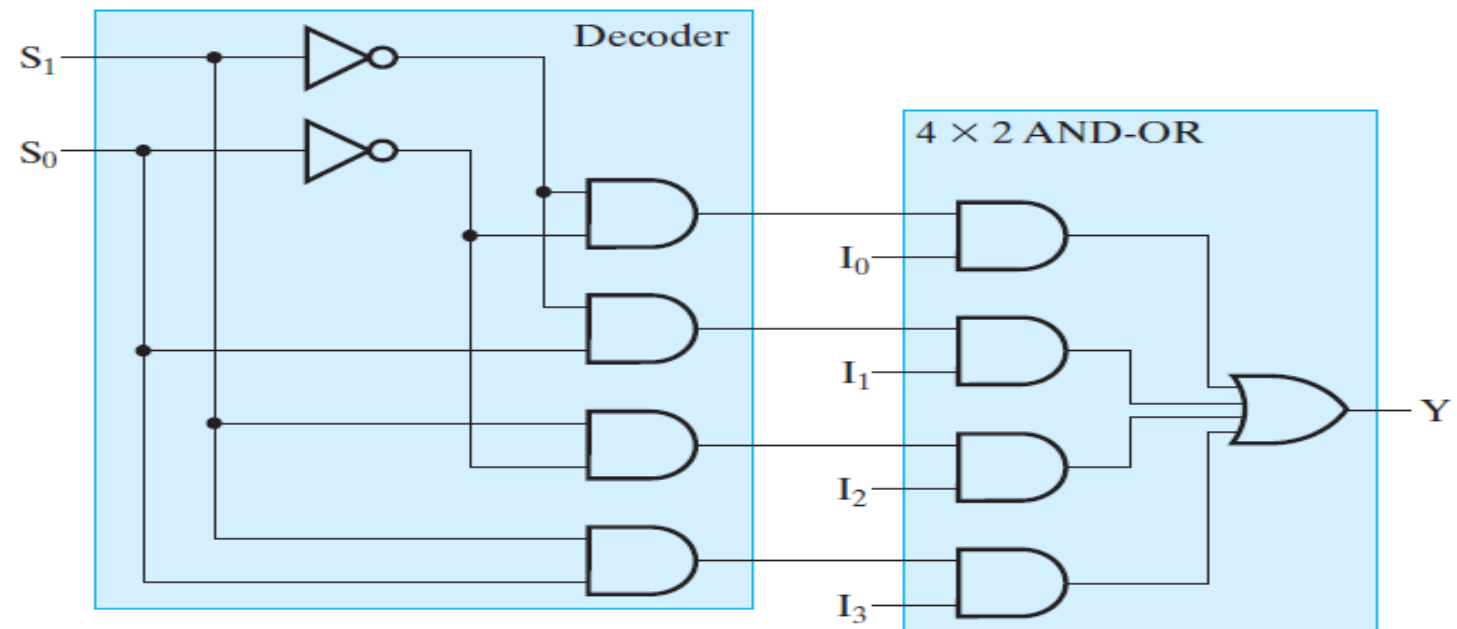 Decoder
S₁
S₀
4 × 2 AND-OR
I₀
I₁
Y
I₂
I₃